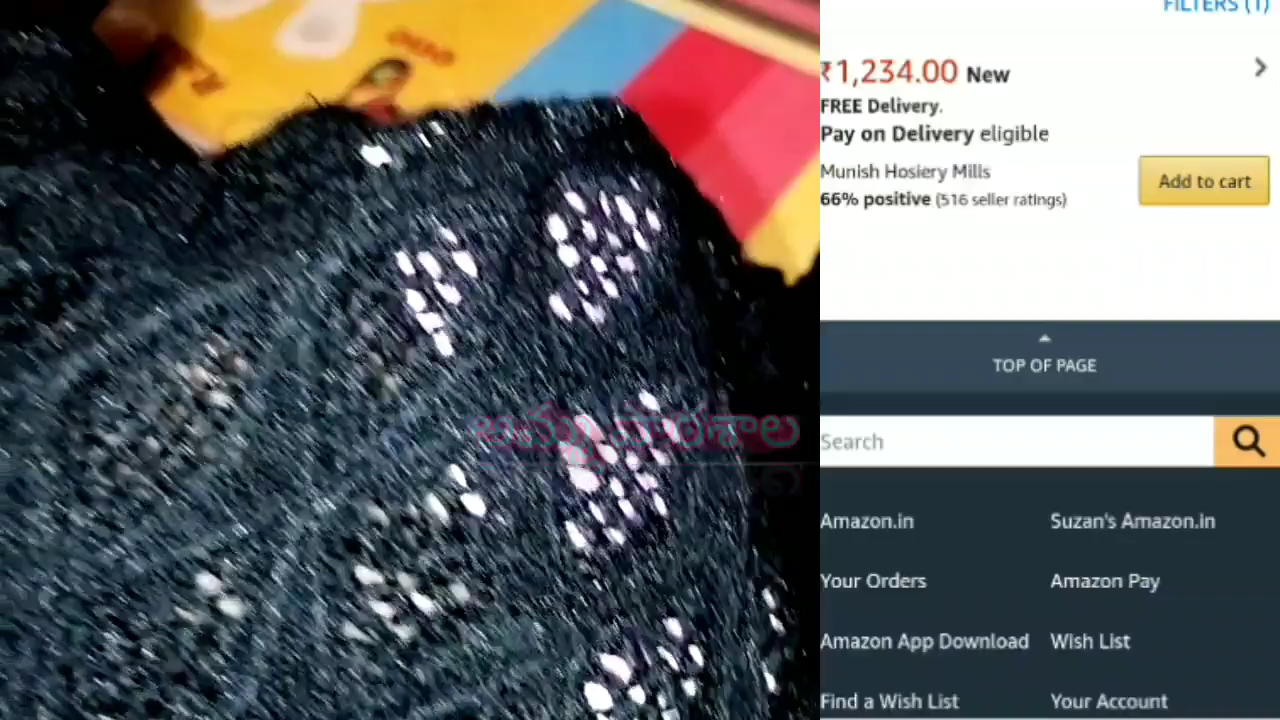 FILTERS (1)
₹1,234.00 New
FREE Delivery.
Pay on Delivery eligible
Munish Hosiery Mills
66% positive (516 seller ratings)
Add to cart
TOP OF PAGE
Search
Amazon.in
Suzan's Amazon.in
Your Orders
Amazon Pay
Amazon App Download
Wish List
Find a Wish List
Your Account